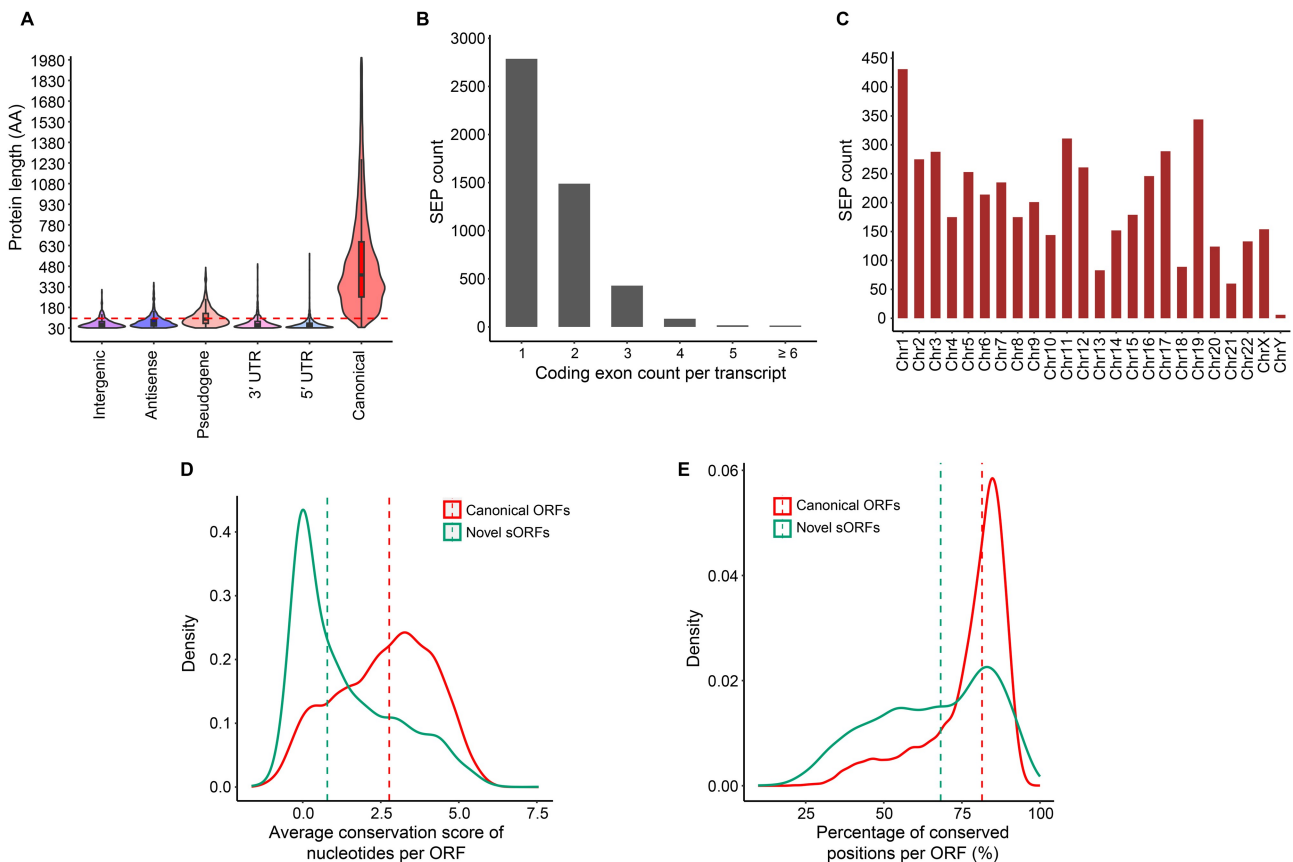 A
Protein length (AA)
1980
1830
1680
1530
1380
1230
1080
930
780
630
480
330
180
30
Intergenic
Antisense
Pseudogene
3' UTR
5' UTR
Canonical
B
SEP count
3000
2500
2000
1500
1000
500
0
1 2 3 4 5 ≥ 6
Coding exon count per transcript
C
SEP count
450
400
350
300
250
200
150
100
50
0
Chr1
Chr2
Chr3
Chr4
Chr5
Chr6
Chr7
Chr8
Chr9
Chr10
Chr11
Chr12
Chr13
Chr14
Chr15
Chr16
Chr17
Chr18
Chr19
Chr20
Chr21
Chr22
ChrX
ChrY
D
Density
0.4
0.3
0.2
0.1
0.0
Canonical ORFs
Novel sORFs
0.0 2.5 5.0 7.5
Average conservation score of
nucleotides per ORF
E
Density
0.06
0.04
0.02
0.00
Canonical ORFs
Novel sORFs
25 50 75 100
Percentage of conserved
positions per ORF (%)